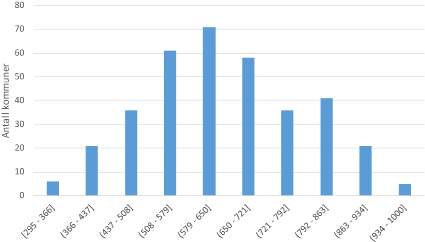 80
70
60
50
40
30
20
10
0
Antall kommuner
[295 - 366]
(366 - 437]
(437 - 508]
(508 - 579]
(579 - 650]
(650 - 721]
(721 - 792]
(792 - 863]
(863 - 934]
(934 - 1000]